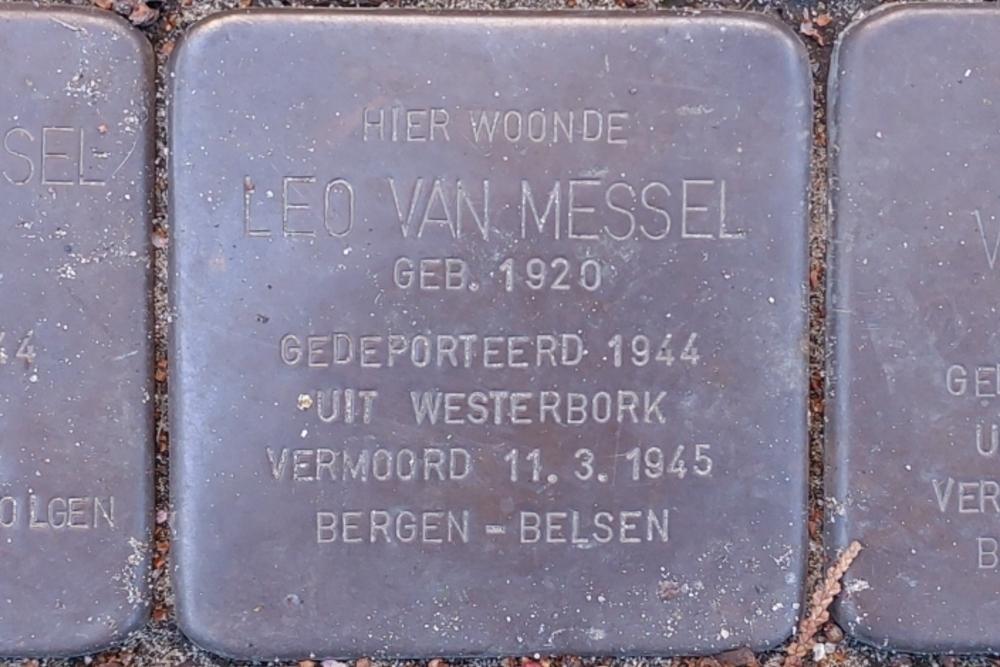 HIER WOONDE
LEO VAN MESSEL
GEB. 1920
GEDEPORTEERD 1944
UIT WESTERBORK
VERMOORD 11.3.1945
BERGEN-BELSEN